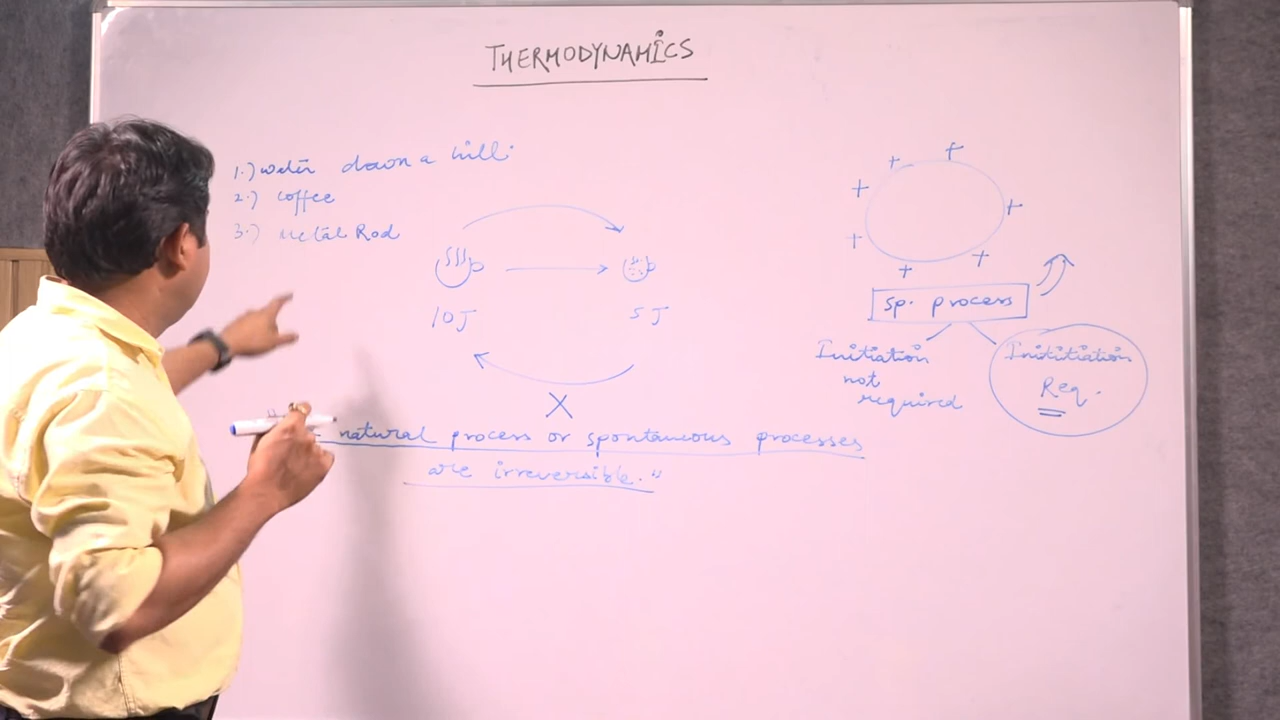 THERMODYNAMICS
1.) water down a hill.
2.) coffee
3.) Metal Rod
10J
5J
X
natural process or spontaneous processes
are irreversible."
+ + + + + + + +
sp. process
Initiation
not
required
Inititiation
Req.